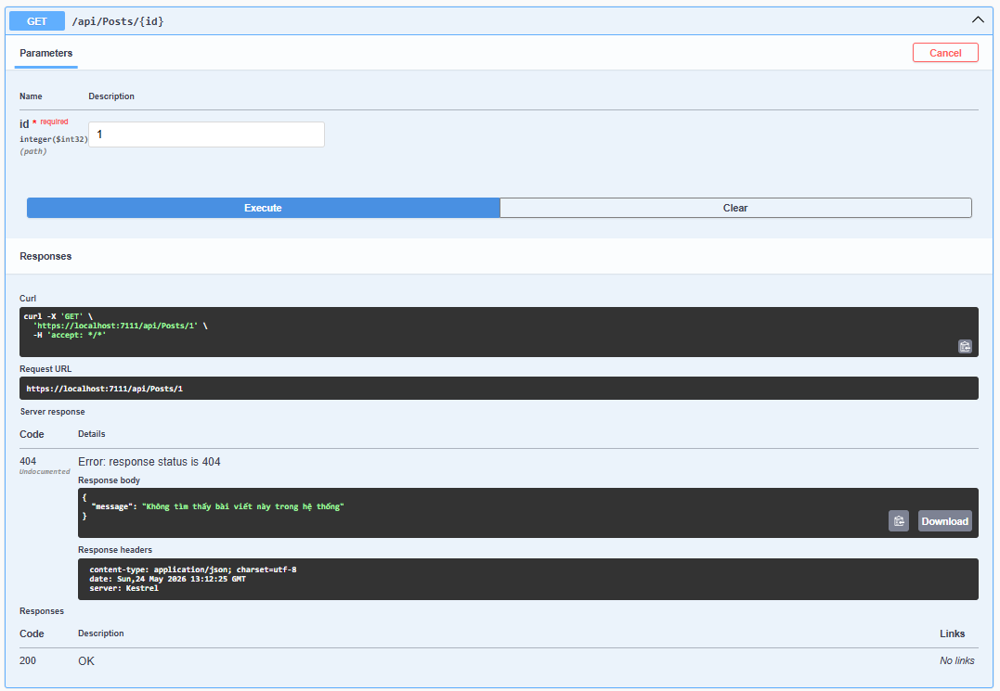 GET /api/Posts/{id}
Parameters
Cancel
Name Description
id * required
integer($int32)
(path)
1
Execute Clear
Responses
Curl
curl -X 'GET' \
'https://localhost:7111/api/Posts/1' \
-H 'accept: */*'
Request URL
https://localhost:7111/api/Posts/1
Server response
Code Details
404
Undocumented
Error: response status is 404
Response body
{
"message": "Không tìm thấy bài viết này trong hệ thống"
}
Download
Response headers
content-type: application/json; charset=utf-8
date: Sun,24 May 2026 13:12:25 GMT
server: Kestrel
Responses
Code Description Links
200 OK No links